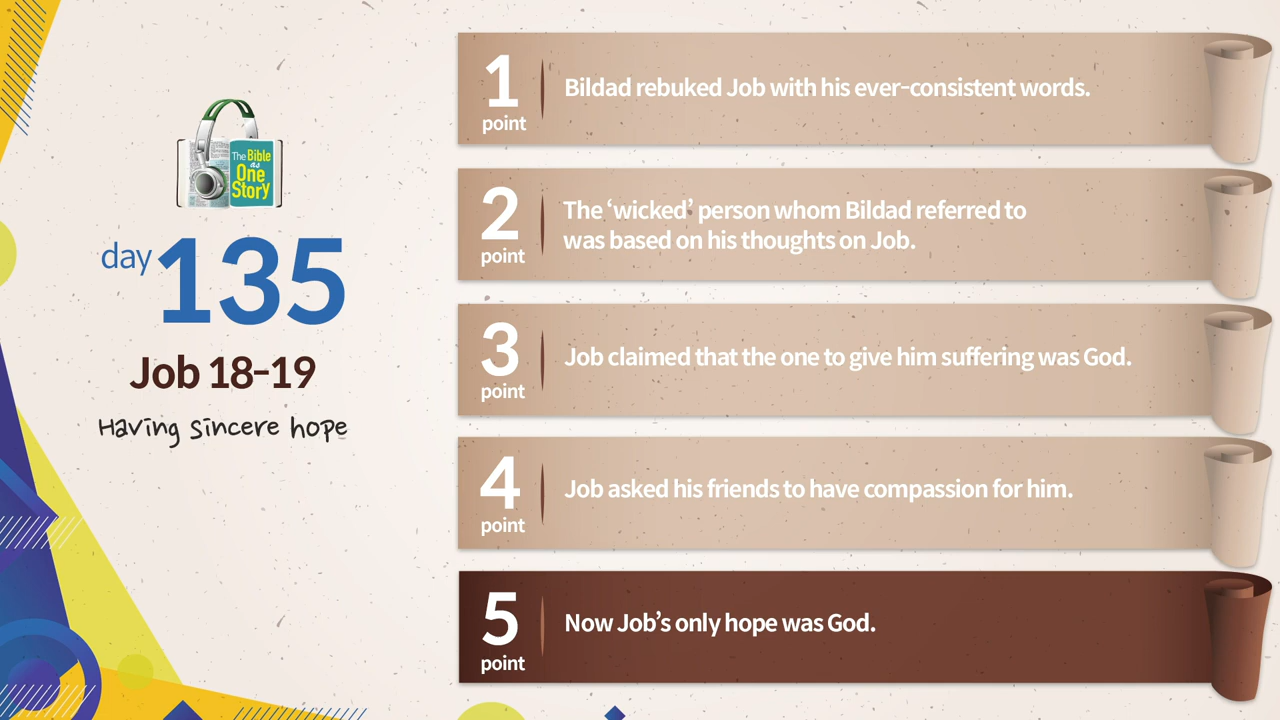 The Bible
as
One
Story
day 135
Job 18-19
Having sincere hope
1
point
Bildad rebuked Job with his ever-consistent words.
2
point
The ‘wicked’ person whom Bildad referred to
was based on his thoughts on Job.
3
point
Job claimed that the one to give him suffering was God.
4
point
Job asked his friends to have compassion for him.
5
point
Now Job’s only hope was God.